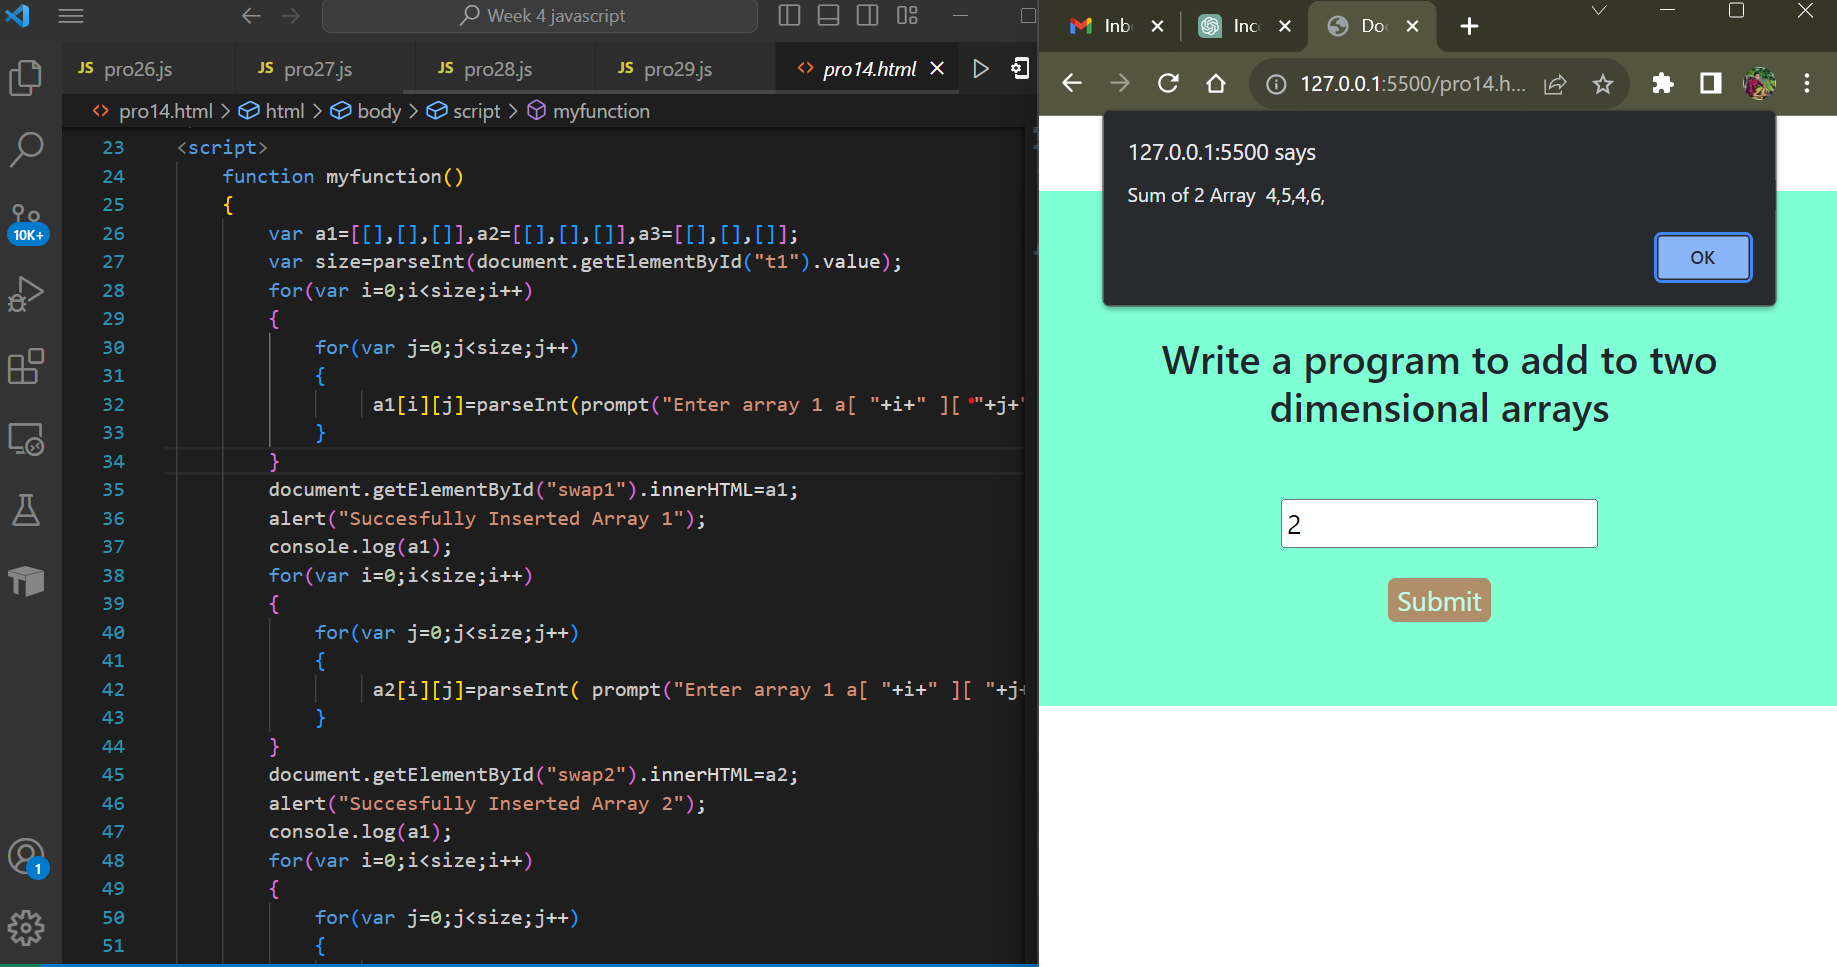 Week 4 javascript
JS pro26.js
JS pro27.js
JS pro28.js
JS pro29.js
<> pro14.html
<> pro14.html > html > body > script > myfunction
10K+
1
23 <script>
24 function myfunction()
25 {
26 var a1=[[],[],[]],a2=[[],[],[]],a3=[[],[],[]];
27 var size=parseInt(document.getElementById("t1").value);
28 for(var i=0;i<size;i++)
29 {
30 for(var j=0;j<size;j++)
31 {
32 a1[i][j]=parseInt(prompt("Enter array 1 a[ "+i+" ][ "+j+"
33 }
34 }
35 document.getElementById("swap1").innerHTML=a1;
36 alert("Succesfully Inserted Array 1");
37 console.log(a1);
38 for(var i=0;i<size;i++)
39 {
40 for(var j=0;j<size;j++)
41 {
42 a2[i][j]=parseInt( prompt("Enter array 1 a[ "+i+" ][ "+j+
43 }
44 }
45 document.getElementById("swap2").innerHTML=a2;
46 alert("Succesfully Inserted Array 2");
47 console.log(a1);
48 for(var i=0;i<size;i++)
49 {
50 for(var j=0;j<size;j++)
51 {
Inb
Inc
Do
127.0.0.1:5500/pro14.h...
127.0.0.1:5500 says
Sum of 2 Array 4,5,4,6,
OK
Write a program to add to two
dimensional arrays
2
Submit